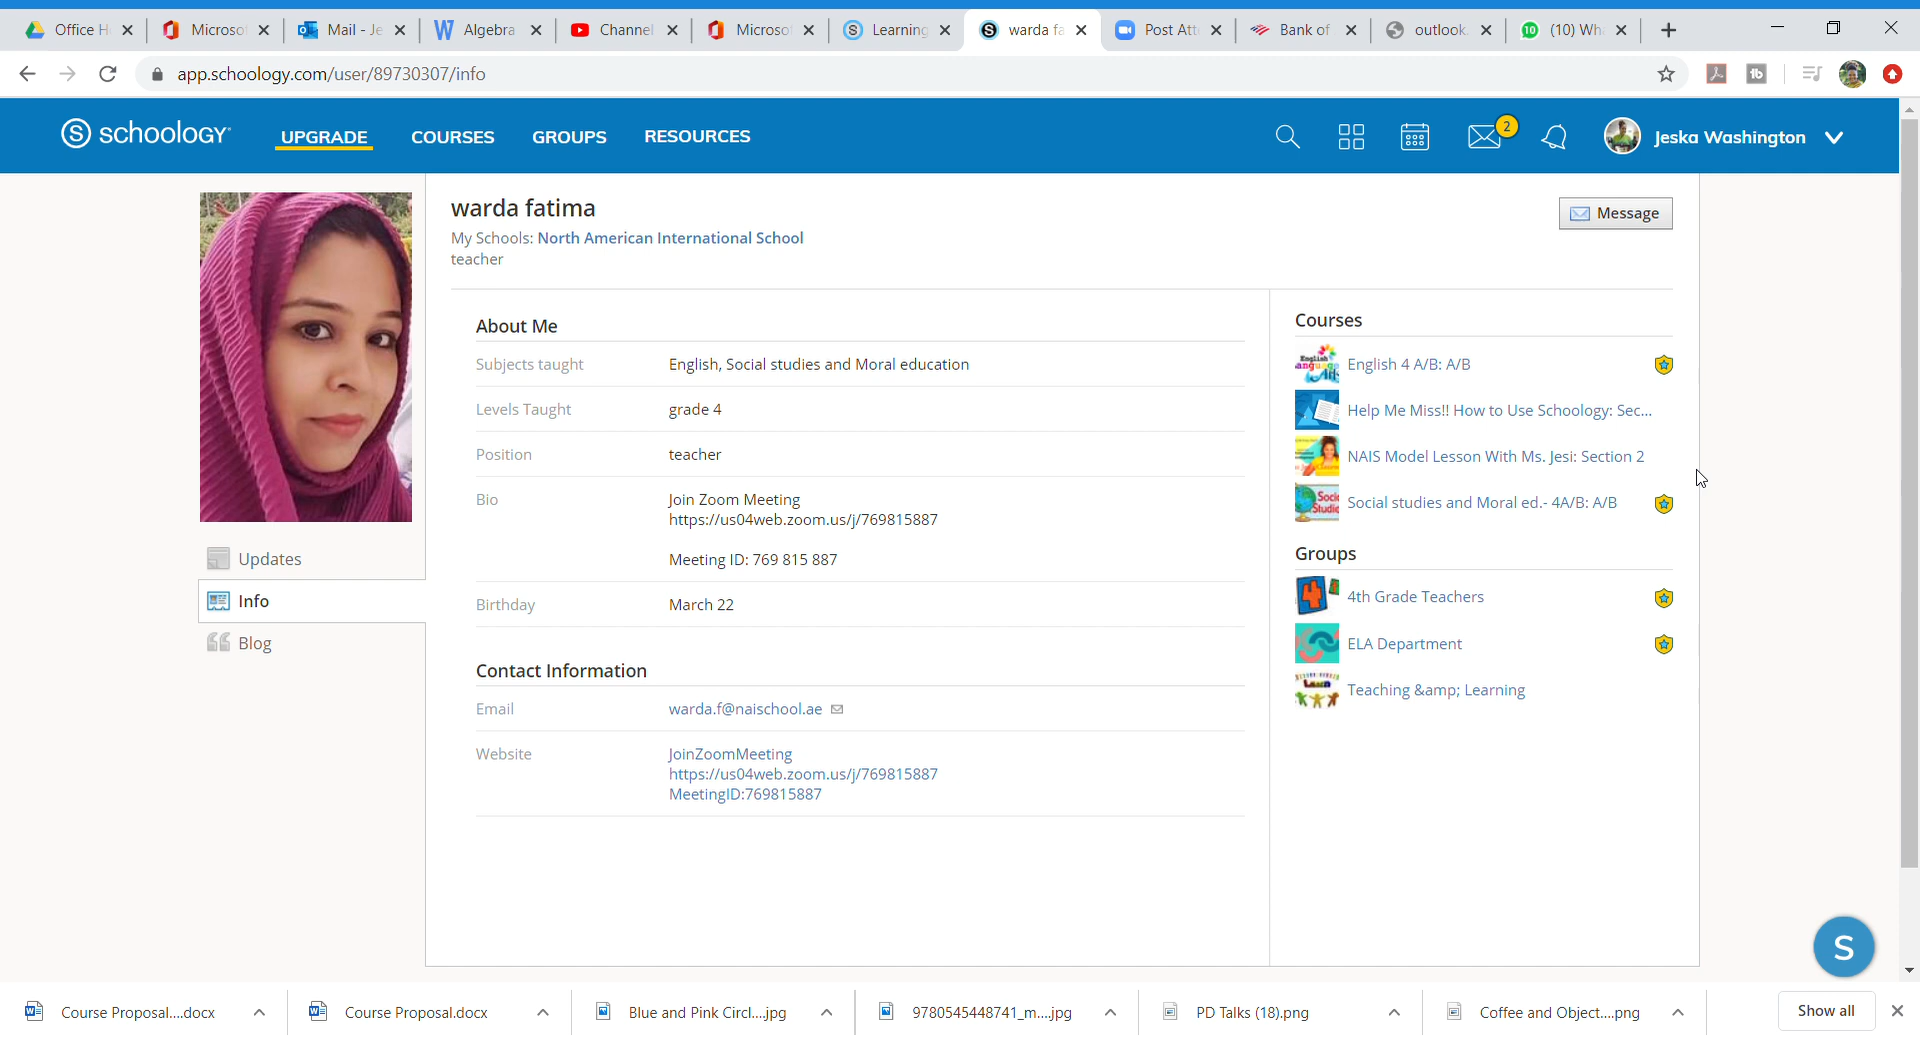 Office H
Microso
Mail - Je
Algebra
Channel
Microso
Learning
warda fa
Post Att
Bank of
outlook.
(10) Wh
app.schoology.com/user/89730307/info
S schoology
UPGRADE
COURSES
GROUPS
RESOURCES
2
Jeska Washington
warda fatima
My Schools: North American International School
teacher
Message
Updates
Info
Blog
About Me
Subjects taught English, Social studies and Moral education
Levels Taught grade 4
Position teacher
Bio Join Zoom Meeting
https://us04web.zoom.us/j/769815887
Meeting ID: 769 815 887
Birthday March 22
Contact Information
Email warda.f@naischool.ae
Website JoinZoomMeeting
https://us04web.zoom.us/j/769815887
MeetingID:769815887
Courses
English 4 A/B: A/B
Help Me Miss!! How to Use Schoology: Sec...
NAIS Model Lesson With Ms. Jesi: Section 2
Social studies and Moral ed.- 4A/B: A/B
Groups
4th Grade Teachers
ELA Department
Teaching &amp; Learning
S
Course Proposal....docx
Course Proposal.docx
Blue and Pink Circl....jpg
9780545448741_m....jpg
PD Talks (18).png
Coffee and Object....png
Show all